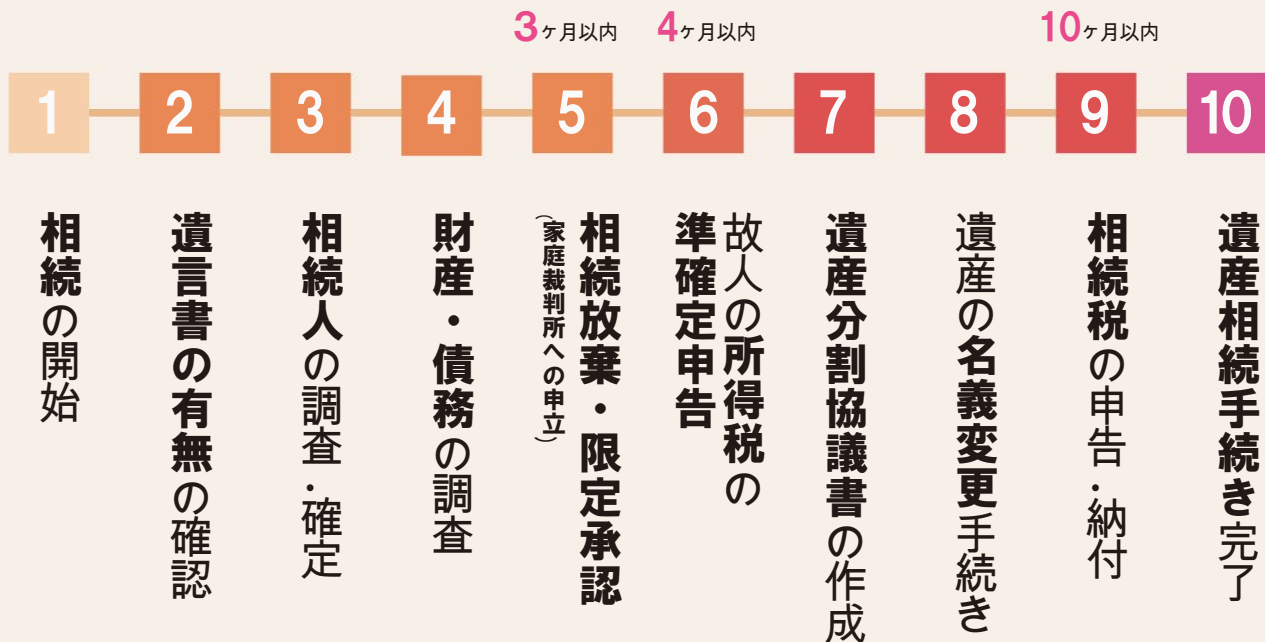 3ヶ月以内
4ヶ月以内
10ヶ月以内
1
2
3
4
5
6
7
8
9
10
相続の開始
遺言書の有無の確認
相続人の調査・確定
財産・債務の調査
相続放棄・限定承認
（家庭裁判所への申立）
故人の所得税の
準確定申告
遺産分割協議書の作成
遺産の名義変更手続き
相続税の申告・納付
遺産相続手続き完了